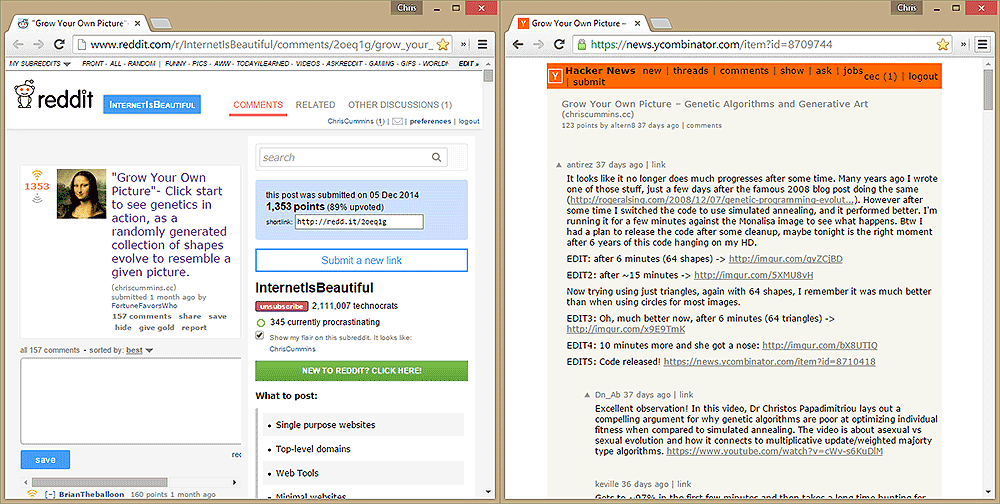 Chris
"Grow Your Own Picture" -
www.reddit.com/r/InternetIsBeautiful/comments/2oeq1g/grow_your_
MY SUBREDDITS FRONT - ALL - RANDOM | FUNNY - PICS - AWW - TODAYILEARNED - VIDEOS - ASKREDDIT - GAMING - GIFS - WORLDN EDIT »
reddit INTERNETISBEAUTIFUL COMMENTS RELATED OTHER DISCUSSIONS (1)
ChrisCummins (1) | | preferences | logout
1353
"Grow Your Own
Picture"- Click start
to see genetics in
action, as a
randomly generated
collection of shapes
evolve to resemble a
given picture.
(chriscummins.cc)
submitted 1 month ago by
FortuneFavorsWho
157 comments share save
hide give gold report
all 157 comments • sorted by: best
save
[–] BrianTheballoon 160 points 1 month ago
search
this post was submitted on 05 Dec 2014
1,353 points (89% upvoted)
shortlink: http://redd.it/2oeq1g
Submit a new link
InternetIsBeautiful
unsubscribe 2,111,007 technocrats
345 currently procrastinating
Show my flair on this subreddit. It looks like:
ChrisCummins
NEW TO REDDIT? CLICK HERE!
What to post:
Single purpose websites
Top-level domains
Web Tools
Minimal websites
Chris
Grow Your Own Picture –
https://news.ycombinator.com/item?id=8709744
Y Hacker News new | threads | comments | show | ask | jobs
| submit
cec (1) | logout
Grow Your Own Picture – Genetic Algorithms and Generative Art
(chriscummins.cc)
123 points by altern8 37 days ago | comments
antirez 37 days ago | link
It looks like it no longer does much progresses after some time. Many years ago I
wrote one of those stuff, just a few days after the famous 2008 blog post doing the same
(http://rogeralsing.com/2008/12/07/genetic-programming-evolut...). However after
some time I switched the code to use simulated annealing, and it performed better. I'm
running it for a few minutes against the Monalisa image to see what happens. Btw I
had a plan to release the code after some cleanup, maybe tonight is the right moment
after 6 years of this code hanging on my HD.
EDIT: after 6 minutes (64 shapes) -> http://imgur.com/qyZCjBD
EDIT2: after ~15 minutes -> http://imgur.com/5XMU8vH
Now trying using just triangles, again with 64 shapes, I remember it was much better
than when using circles for most images.
EDIT3: Oh, much better now, after 6 minutes (64 triangles) ->
http://imgur.com/x9E9TmK
EDIT4: 10 minutes more and she got a nose: http://imgur.com/bX8UTIQ
EDIT5: Code released! https://news.ycombinator.com/item?id=8710418
Dn_Ab 37 days ago | link
Excellent observation! In this video, Dr Christos Papadimitriou lays out a
compelling argument for why genetic algorithms are poor at optimizing individual
fitness when compared to simulated annealing. The video is about asexual vs
sexual evolution and how it connects to multiplicative update/weighted majorty
type algorithms. https://www.youtube.com/watch?v=cWv-s6KuDlM
keville 36 days ago | link
Gets to ~97% in the first few minutes and then takes a long time hunting around